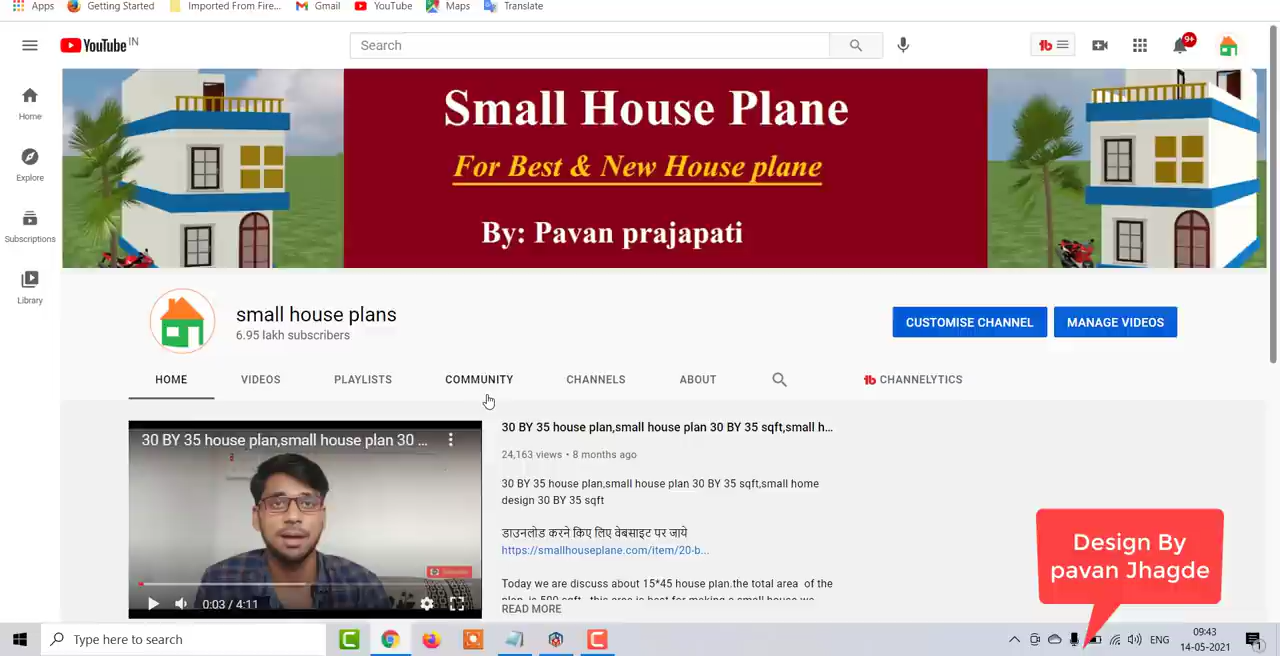 Apps Getting Started Imported From Fire... Gmail YouTube Maps Translate
YouTube IN
Search
9+
Home
Explore
Subscriptions
Library
Small House Plane
For Best & New House plane
By: Pavan prajapati
small house plans
6.95 lakh subscribers
CUSTOMISE CHANNEL MANAGE VIDEOS
HOME VIDEOS PLAYLISTS COMMUNITY CHANNELS ABOUT CHANNELYTICS
30 BY 35 house plan,small house plan 30 ...
0:03 / 4:11
30 BY 35 house plan,small house plan 30 BY 35 sqft,small h...
24,163 views • 8 months ago
30 BY 35 house plan,small house plan 30 BY 35 sqft,small home
design 30 BY 35 sqft
डाउनलोड करने किए लिए वेबसाइट पर जाये
https://smallhouseplane.com/item/20-b...
Today we are discuss about 15*45 house plan.the total area of the
READ MORE
Design By
pavan Jhagde
Type here to search
ENG
09:43
14-05-2021